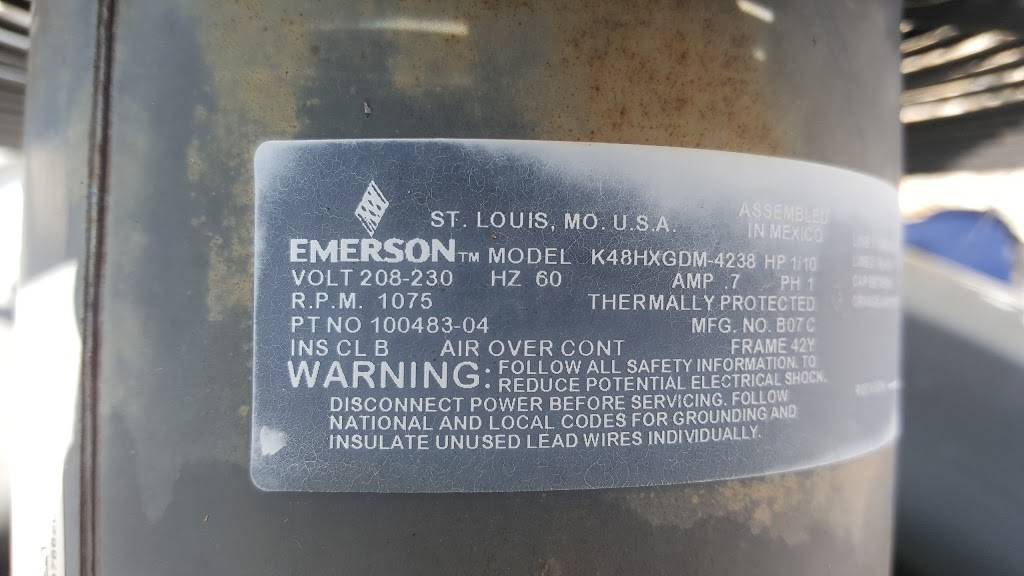 ST. LOUIS, MO. U.S.A.
ASSEMBLED
IN MEXICO
EMERSON™ MODEL K48HXGDM-4238 HP 1/10
VOLT 208-230 HZ 60 AMP .7 PH 1
R.P.M. 1075 THERMALLY PROTECTED
PT NO 100483-04 MFG. NO. B07C
INS CL B AIR OVER CONT FRAME 42Y
WARNING: FOLLOW ALL SAFETY INFORMATION. TO
REDUCE POTENTIAL ELECTRICAL SHOCK,
DISCONNECT POWER BEFORE SERVICING. FOLLOW
NATIONAL AND LOCAL CODES FOR GROUNDING AND
INSULATE UNUSED LEAD WIRES INDIVIDUALLY.